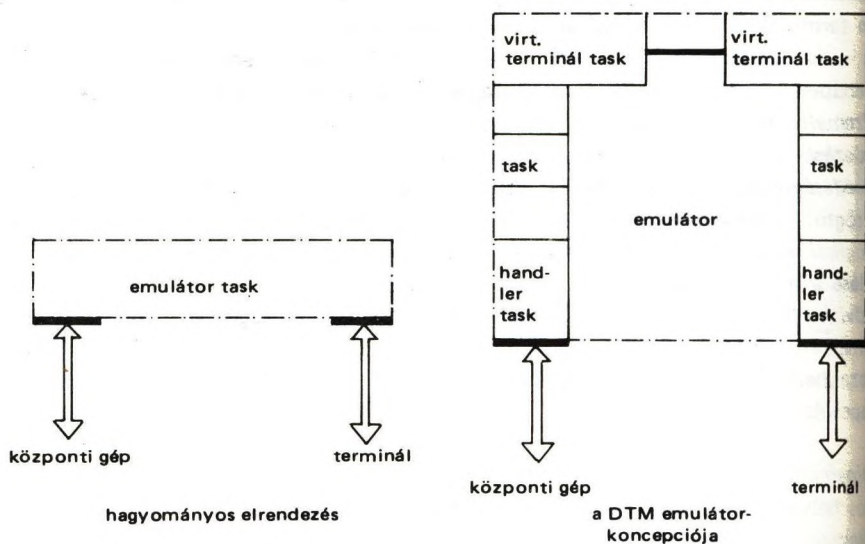 virt.
terminál task
virt.
terminál task
task
task
emulátor
emulátor task
hand-
ler
task
hand-
ler
task
központi gép
terminál
központi gép
terminál
hagyományos elrendezés
a DTM emulátor-
koncepciója